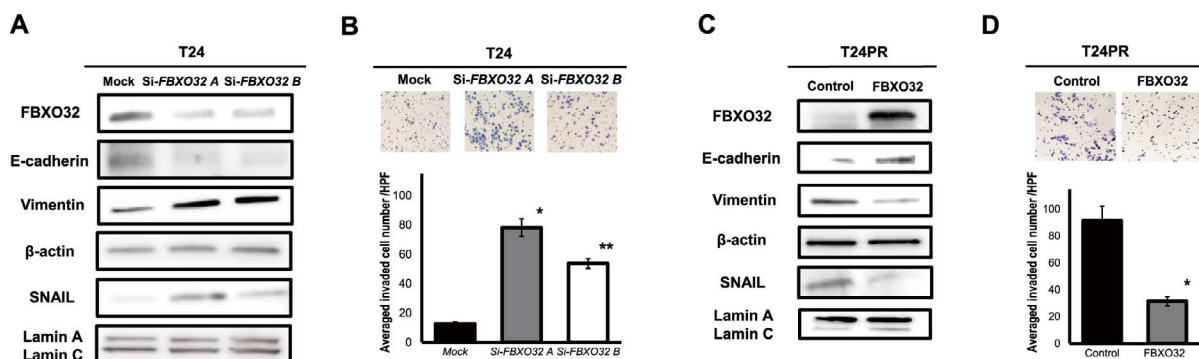 A
T24
Mock Si-FBXO32 A Si-FBXO32 B
FBXO32
E-cadherin
Vimentin
β-actin
SNAIL
Lamin A
Lamin C
B
T24
Mock Si-FBXO32 A Si-FBXO32 B
Averaged invaded cell number /HPF
100
80
60
40
20
0
*
**
Mock Si-FBXO32 A Si-FBXO32 B
C
T24PR
Control FBXO32
FBXO32
E-cadherin
Vimentin
β-actin
SNAIL
Lamin A
Lamin C
D
T24PR
Control FBXO32
Averaged invaded cell number /HPF
100
80
60
40
20
0
*
Control FBXO32